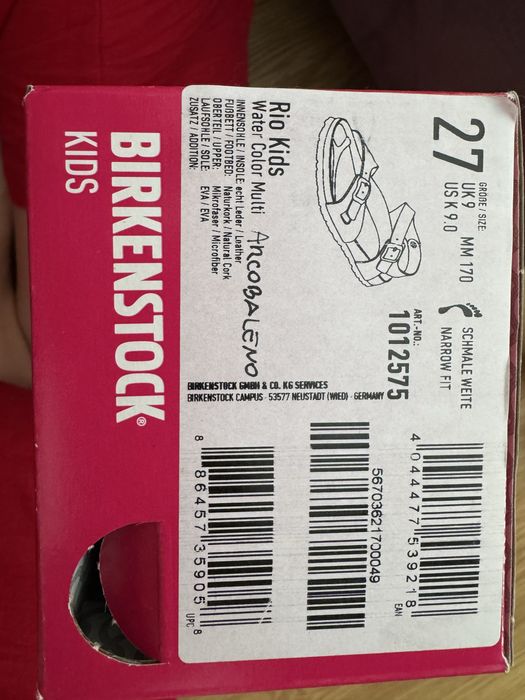 BIRKENSTOCK®
KIDS
27
GRÖßE / SIZE:
UK 9 MM 170
US K 9.0
SCHMALE WEITE
NARROW FIT
ART.-NO.:
1012575
Rio Kids
Water Color Multi
ARCOBALENO
INNENSOHLE / INSOLE: echt Leder / Leather
FUßBETT / FOOTBED: Naturkork / Natural Cork
OBERTEIL / UPPER: Mikrofaser / Microfiber
LAUFSOHLE / SOLE: EVA / EVA
ZUSATZ / ADDITION:
BIRKENSTOCK GMBH & CO. KG SERVICES
BIRKENSTOCK CAMPUS · 53577 NEUSTADT (WIED) · GERMANY
4 044477 539218
EAN
56703621700049
8 86457 35905 8
UPC